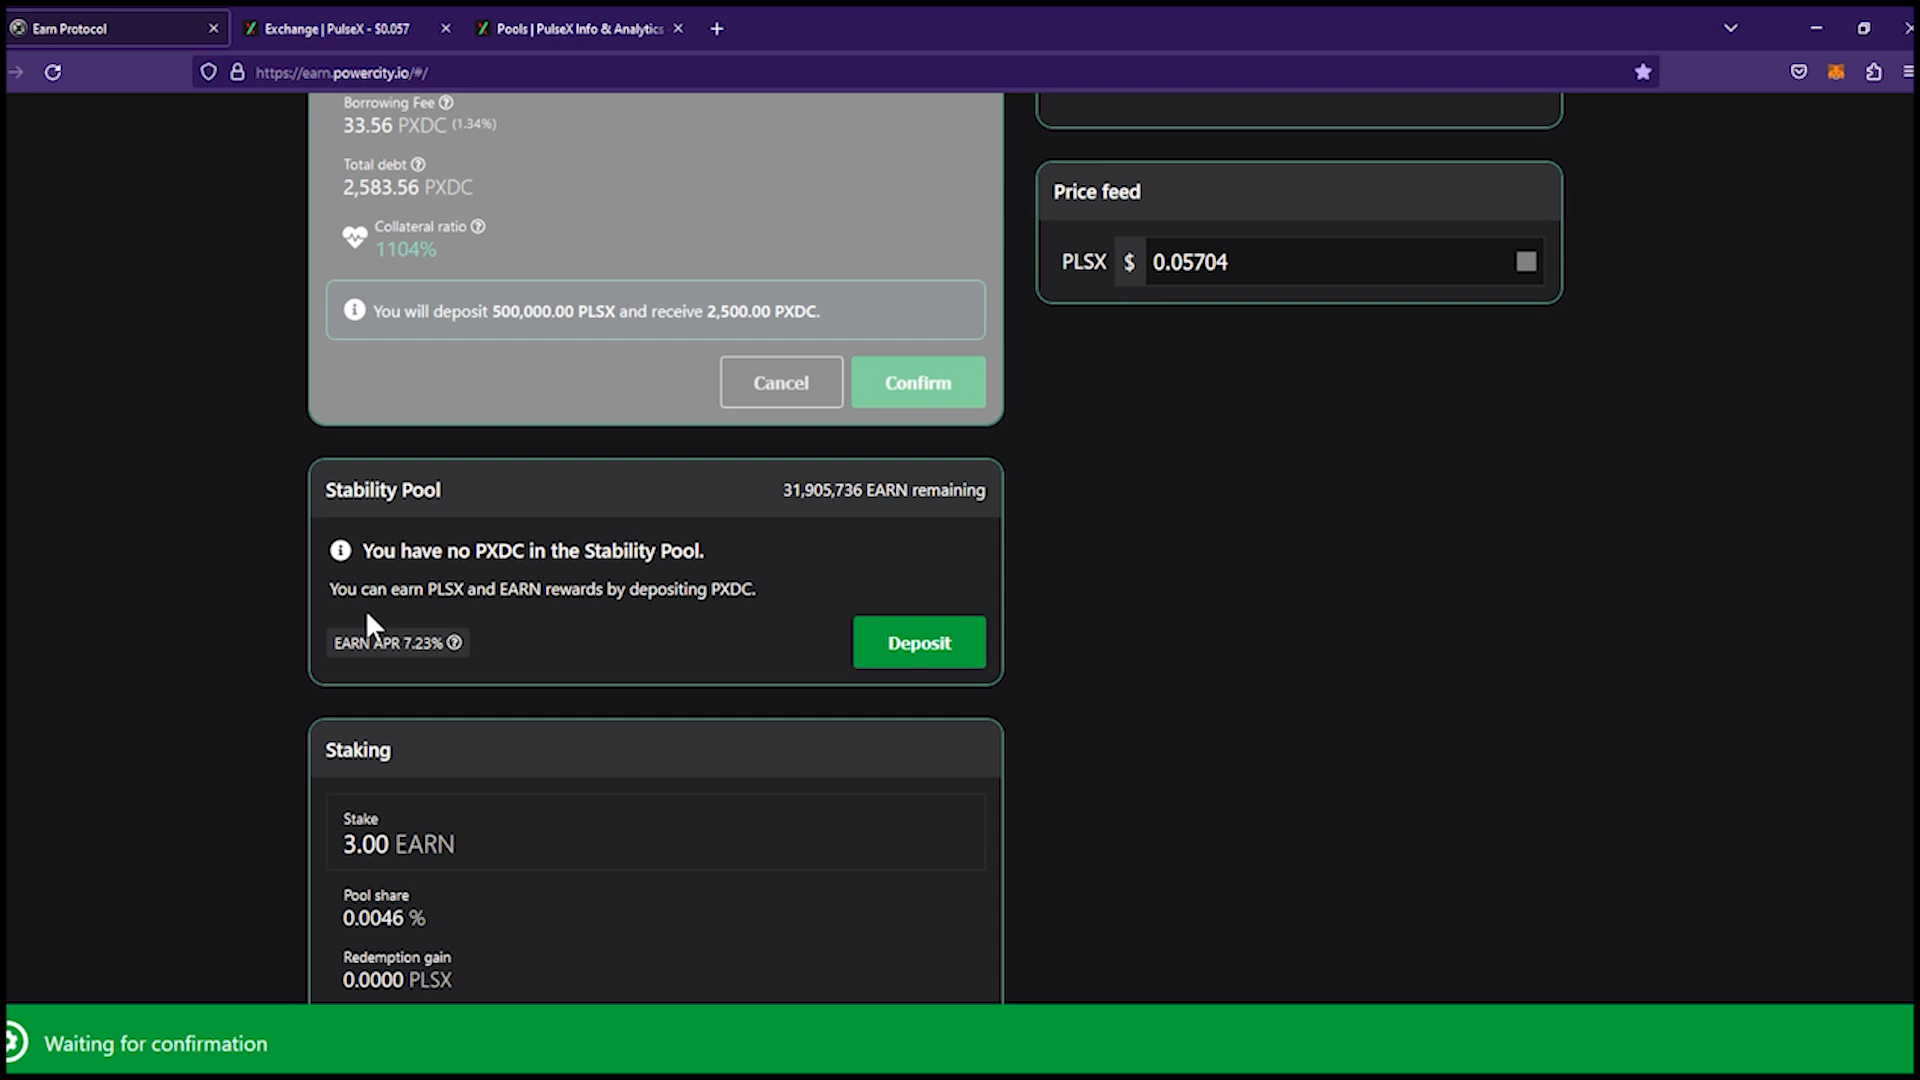 Earn Protocol
Exchange | PulseX - $0.057
Pools | PulseX Info & Analytics
https://earn.powercity.io/#/
Borrowing Fee
33.56 PXDC (1.34%)
Total debt
2,583.56 PXDC
Collateral ratio
1104%
You will deposit 500,000.00 PLSX and receive 2,500.00 PXDC.
Cancel
Confirm
Price feed
PLSX $ 0.05704
Stability Pool
31,905,736 EARN remaining
You have no PXDC in the Stability Pool.
You can earn PLSX and EARN rewards by depositing PXDC.
EARN APR 7.23%
Deposit
Staking
Stake
3.00 EARN
Pool share
0.0046 %
Redemption gain
0.0000 PLSX
Waiting for confirmation